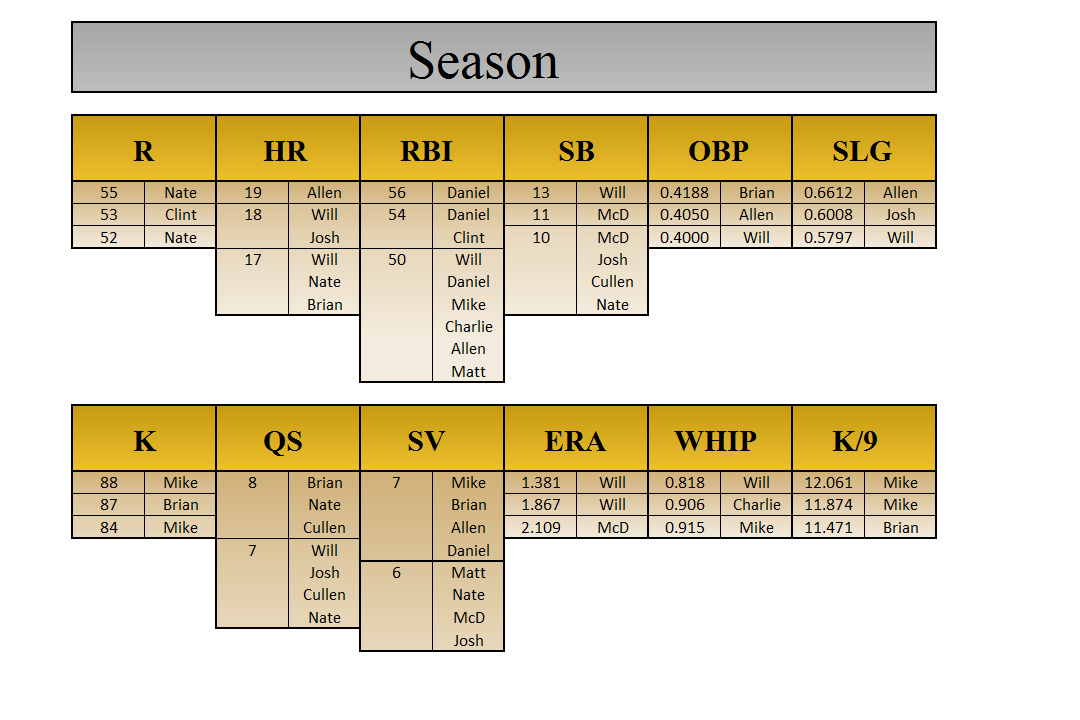 Season
R HR RBI SB OBP SLG
55 Nate 19 Allen 56 Daniel 13 Will 0.4188 Brian 0.6612 Allen
53 Clint 18 Will 54 Daniel 11 McD 0.4050 Allen 0.6008 Josh
52 Nate Josh Clint 10 McD 0.4000 Will 0.5797 Will
17 Will 50 Will Josh
Nate Daniel Cullen
Brian Mike Nate
Charlie
Allen
Matt
K QS SV ERA WHIP K/9
88 Mike 8 Brian 7 Mike 1.381 Will 0.818 Will 12.061 Mike
87 Brian Nate Brian 1.867 Will 0.906 Charlie 11.874 Mike
84 Mike Cullen Allen 2.109 McD 0.915 Mike 11.471 Brian
7 Will Daniel
Josh 6 Matt
Cullen Nate
Nate McD
Josh